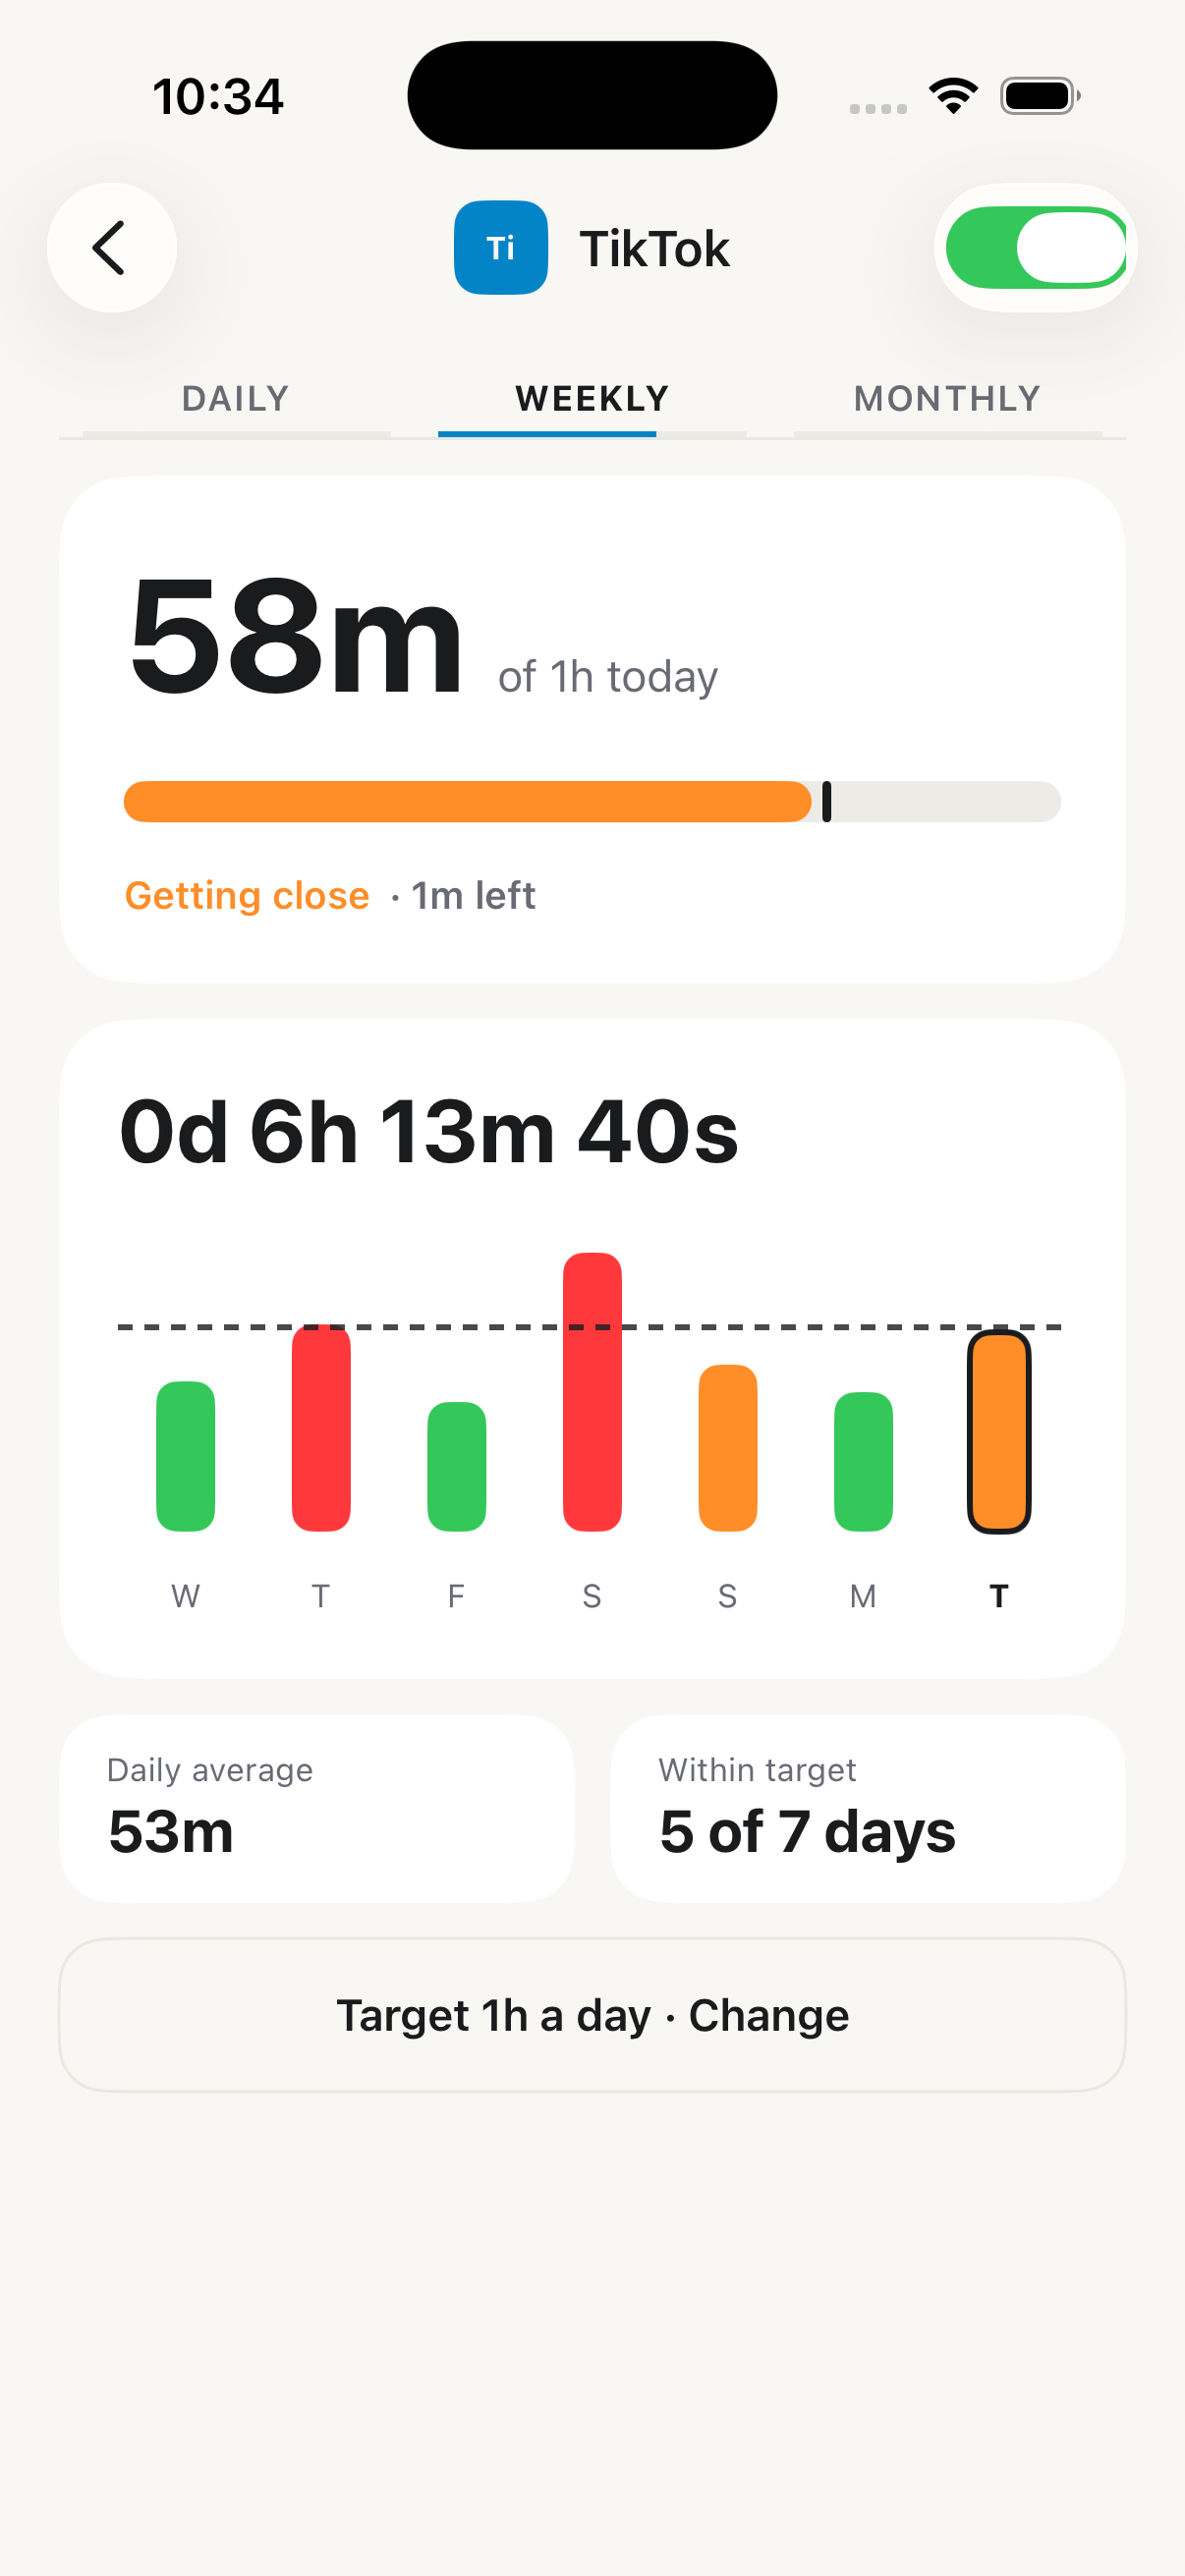 10:34
Ti TikTok
DAILY WEEKLY MONTHLY
58m of 1h today
Getting close · 1m left
0d 6h 13m 40s
W T F S S M T
Daily average
53m
Within target
5 of 7 days
Target 1h a day · Change